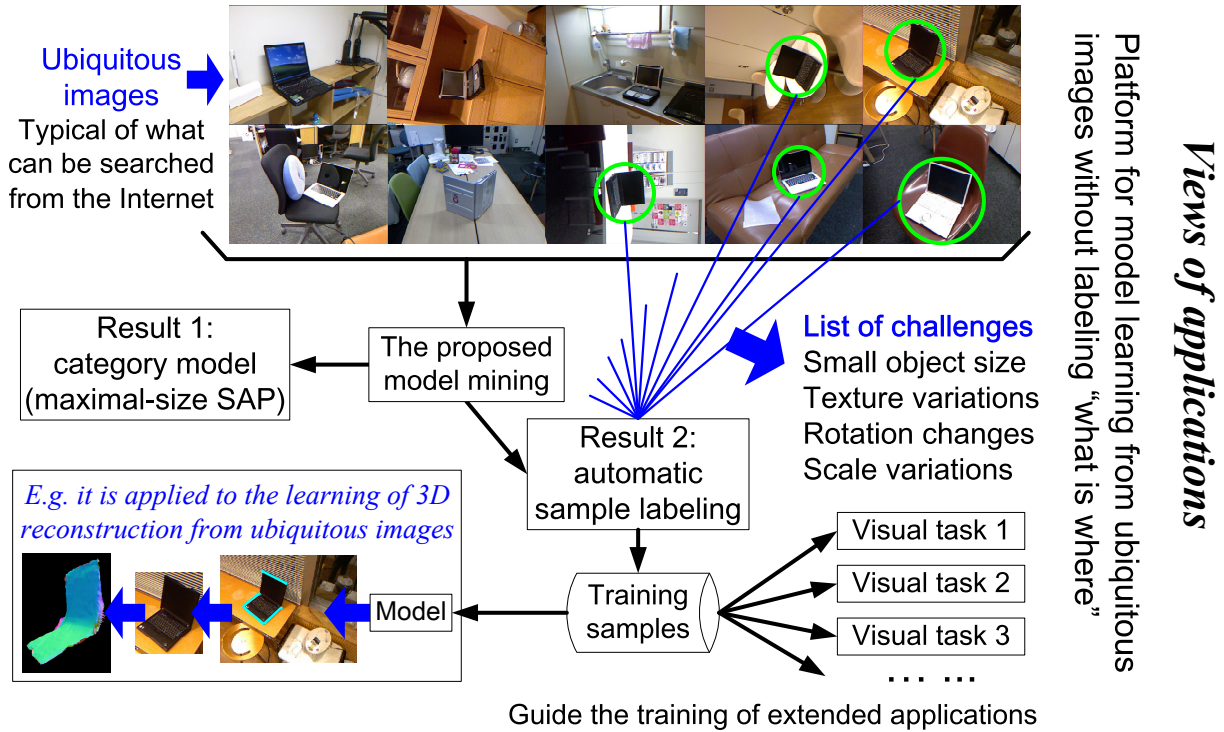 Ubiquitous
images
Typical of what
can be searched
from the Internet
Result 1:
category model
(maximal-size SAP)
The proposed
model mining
List of challenges
Small object size
Texture variations
Rotation changes
Scale variations
Result 2:
automatic
sample labeling
E.g. it is applied to the learning of 3D
reconstruction from ubiquitous images
Model
Training
samples
Visual task 1
Visual task 2
Visual task 3
... ...
Guide the training of extended applications
Views of applications
Platform for model learning from ubiquitous
images without labeling “what is where”